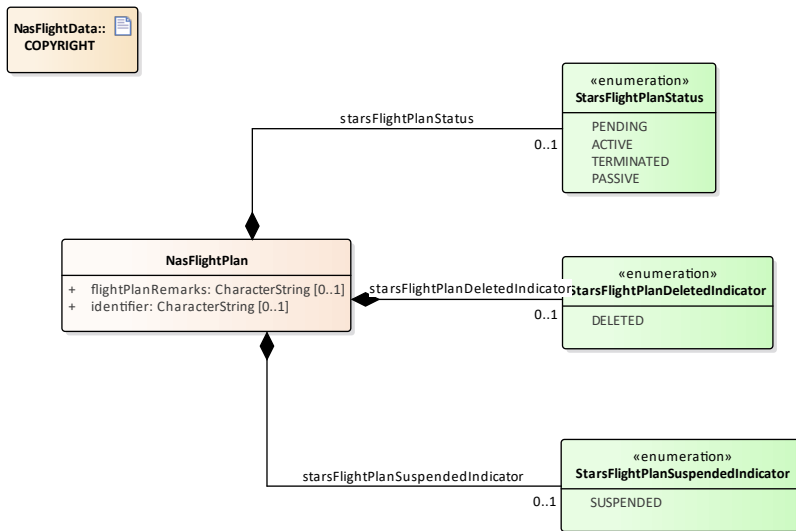 NasFlightData::
COPYRIGHT
«enumeration»
StarsFlightPlanStatus
PENDING
ACTIVE
TERMINATED
PASSIVE
starsFlightPlanStatus
0..1
NasFlightPlan
+ flightPlanRemarks: CharacterString [0..1]
+ identifier: CharacterString [0..1]
starsFlightPlanDeletedIndicator
0..1
«enumeration»
StarsFlightPlanDeletedIndicator
DELETED
starsFlightPlanSuspendedIndicator
0..1
«enumeration»
StarsFlightPlanSuspendedIndicator
SUSPENDED